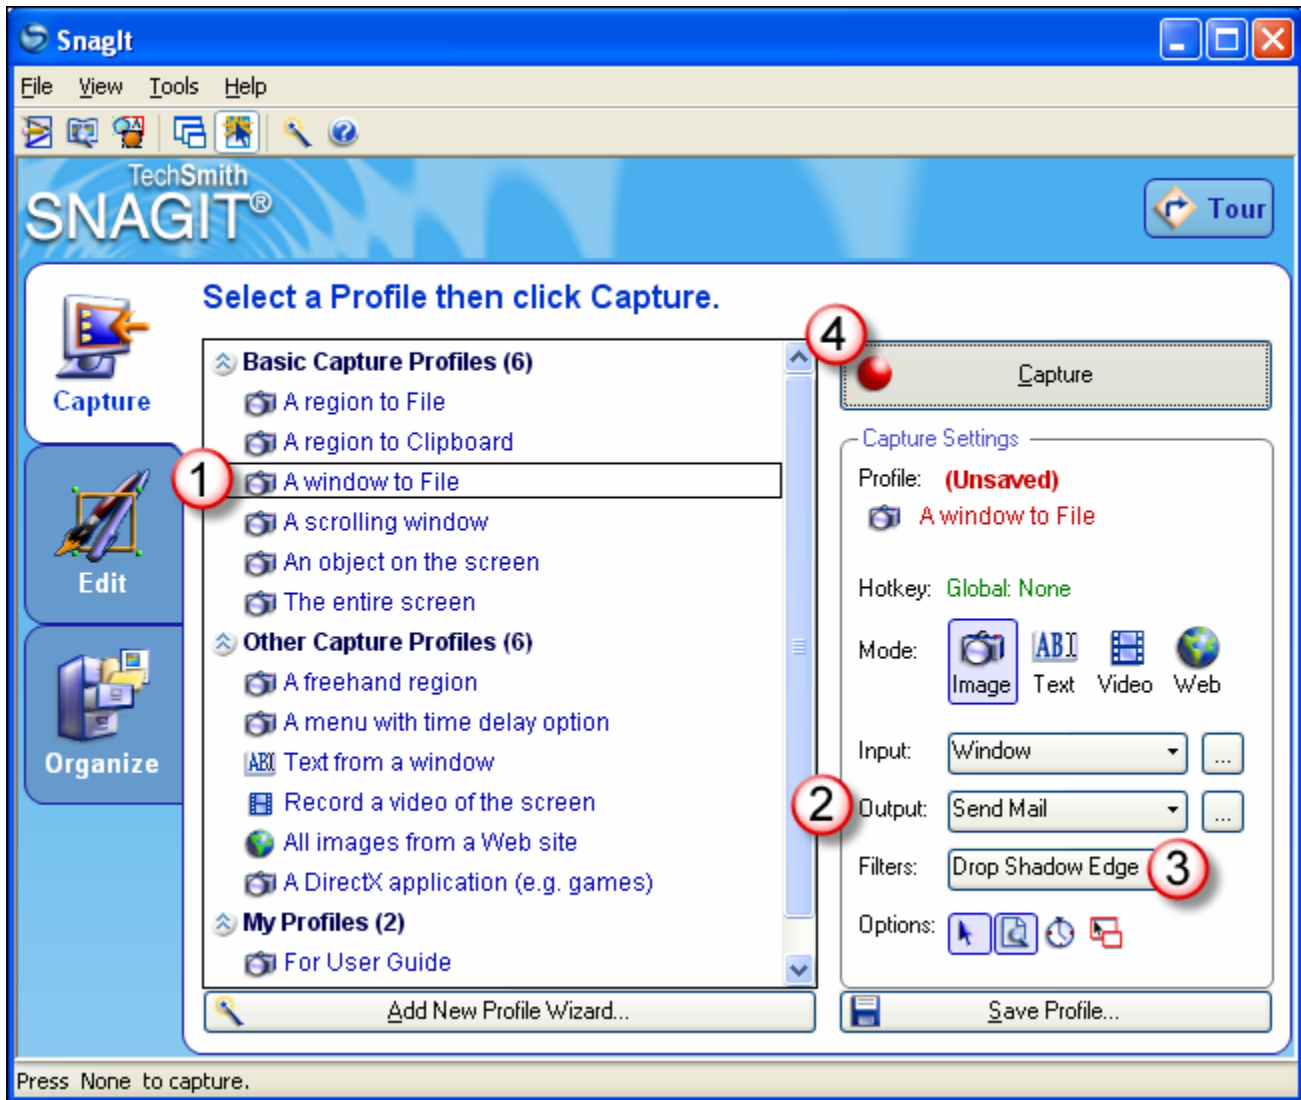 SnagIt
File View Tools Help
TechSmith
SNAGIT®
Tour
Capture
Edit
Organize
Select a Profile then click Capture.
Basic Capture Profiles (6)
A region to File
A region to Clipboard
1
A window to File
A scrolling window
An object on the screen
The entire screen
Other Capture Profiles (6)
A freehand region
A menu with time delay option
ABI Text from a window
Record a video of the screen
All images from a Web site
A DirectX application (e.g. games)
My Profiles (2)
For User Guide
Add New Profile Wizard...
4
Capture
Capture Settings
Profile: (Unsaved)
A window to File
Hotkey: Global: None
Mode:
ABI
Image Text Video Web
Input: Window ...
2
Output: Send Mail ...
Filters: Drop Shadow Edge
3
Options:
Save Profile...
Press None to capture.